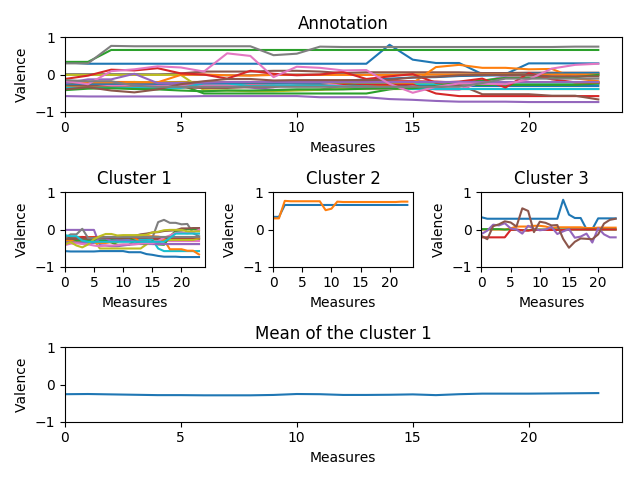 Annotation
1
0
−1
Valence
0 5 10 15 20
Measures
Cluster 1 Cluster 2 Cluster 3
1 1 1
0 0 0
−1 −1 −1
Valence Valence Valence
0 5 10 15 20 0 5 10 15 20 0 5 10 15 20
Measures Measures Measures
Mean of the cluster 1
1
0
−1
Valence
0 5 10 15 20
Measures